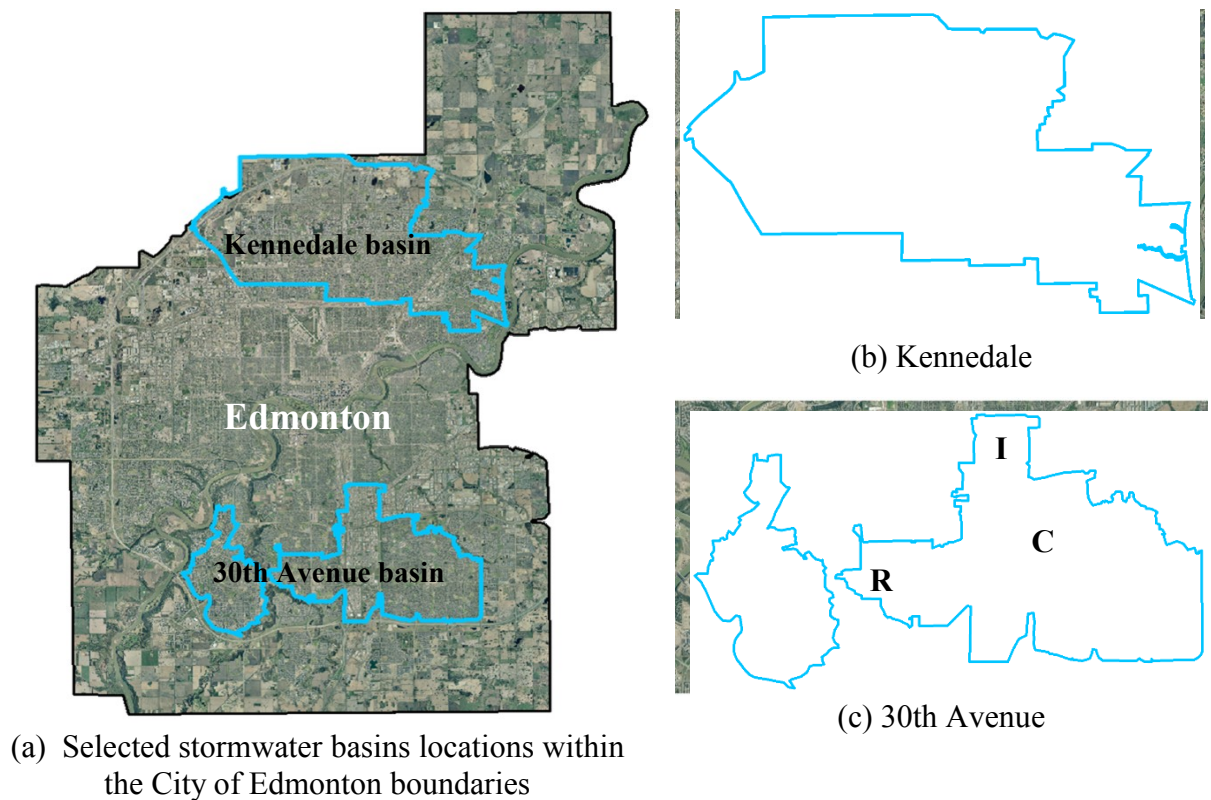 Kennedale basin
Edmonton
30th Avenue basin
(a) Selected stormwater basins locations within
the City of Edmonton boundaries
(b) Kennedale
I
C
R
(c) 30th Avenue